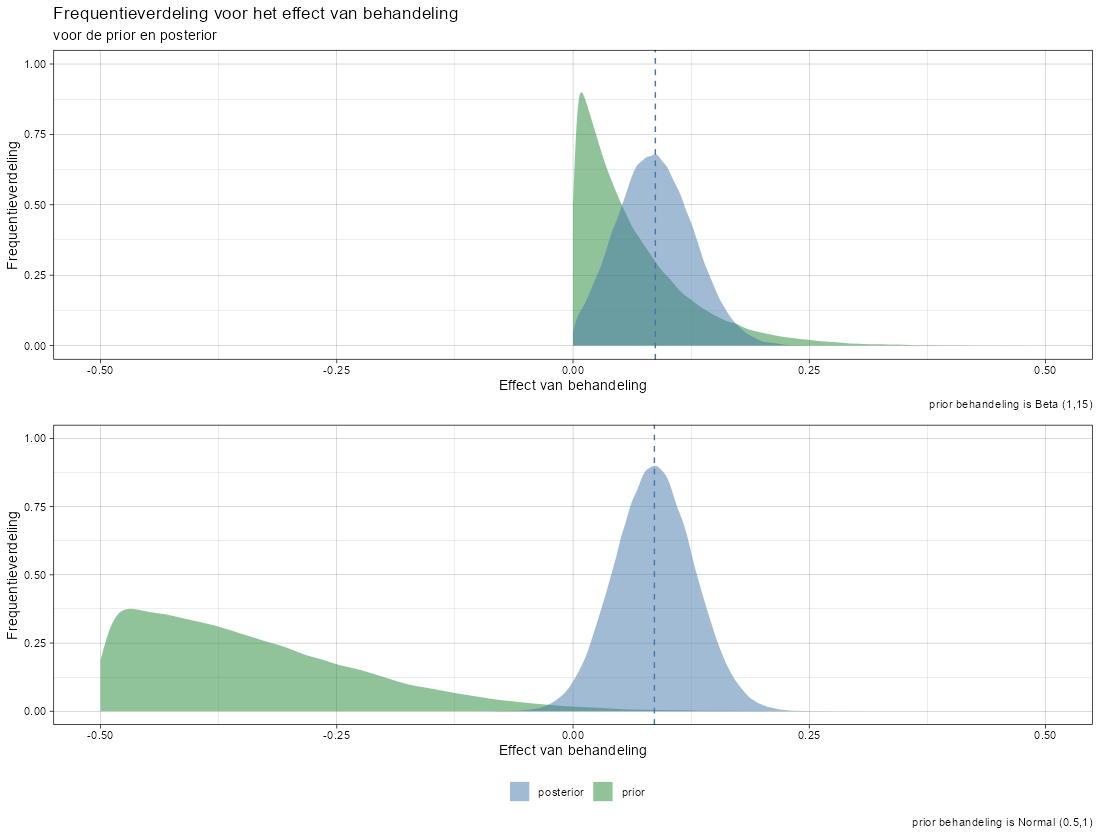 Frequentieverdeling voor het effect van behandeling
voor de prior en posterior
Frequentieverdeling
1.00
0.75
0.50
0.25
0.00
-0.50 -0.25 0.00 0.25 0.50
Effect van behandeling
prior behandeling is Beta (1,15)
Frequentieverdeling
1.00
0.75
0.50
0.25
0.00
-0.50 -0.25 0.00 0.25 0.50
Effect van behandeling
posterior prior
prior behandeling is Normal (0.5,1)